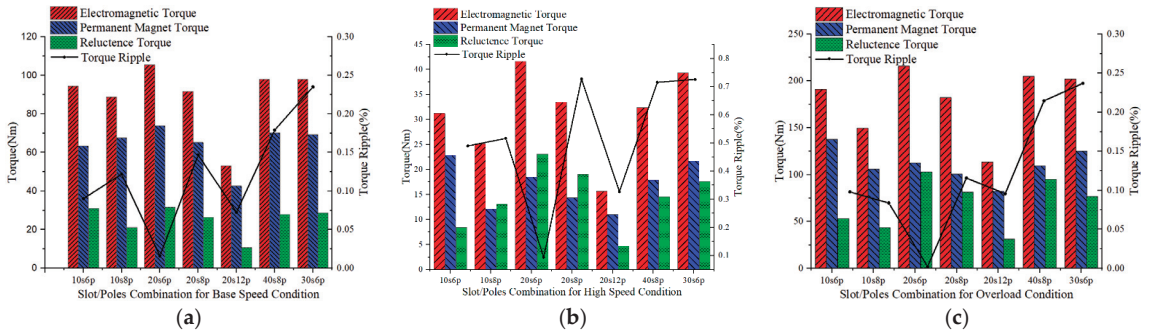 Electromagnetic Torque
Permanent Magnet Torque
Reluctence Torque
Torque Ripple
120
100
80
60
40
20
0
Torque(Nm)
0.30
0.25
0.20
0.15
0.10
0.05
0.00
Torque Ripple(%)
10s6p 10s8p 20s6p 20s8p 20s12p 40s8p 30s6p
Slot/Poles Combination for Base Speed Condition
(a)
Electromagnetic Torque
Permanent Magnet Torque
Reluctence Torque
Torque Ripple
45
40
35
30
25
20
15
10
5
0
Torque(Nm)
0.8
0.7
0.6
0.5
0.4
0.3
0.2
0.1
Torque Ripple(%)
10s6p 10s8p 20s6p 20s8p 20s12p 40s8p 30s6p
Slot/Poles Combination for High Speed Condition
(b)
Electromagnetic Torque
Permanent Magnet Torque
Reluctence Torque
Torque Ripple
250
200
150
100
50
0
Torque(Nm)
0.30
0.25
0.20
0.15
0.10
0.05
0.00
Torque Ripple(%)
10s6p 10s8p 20s6p 20s8p 20s12p 40s8p 30s6p
Slot/Poles Combination for Overload Condition
(c)